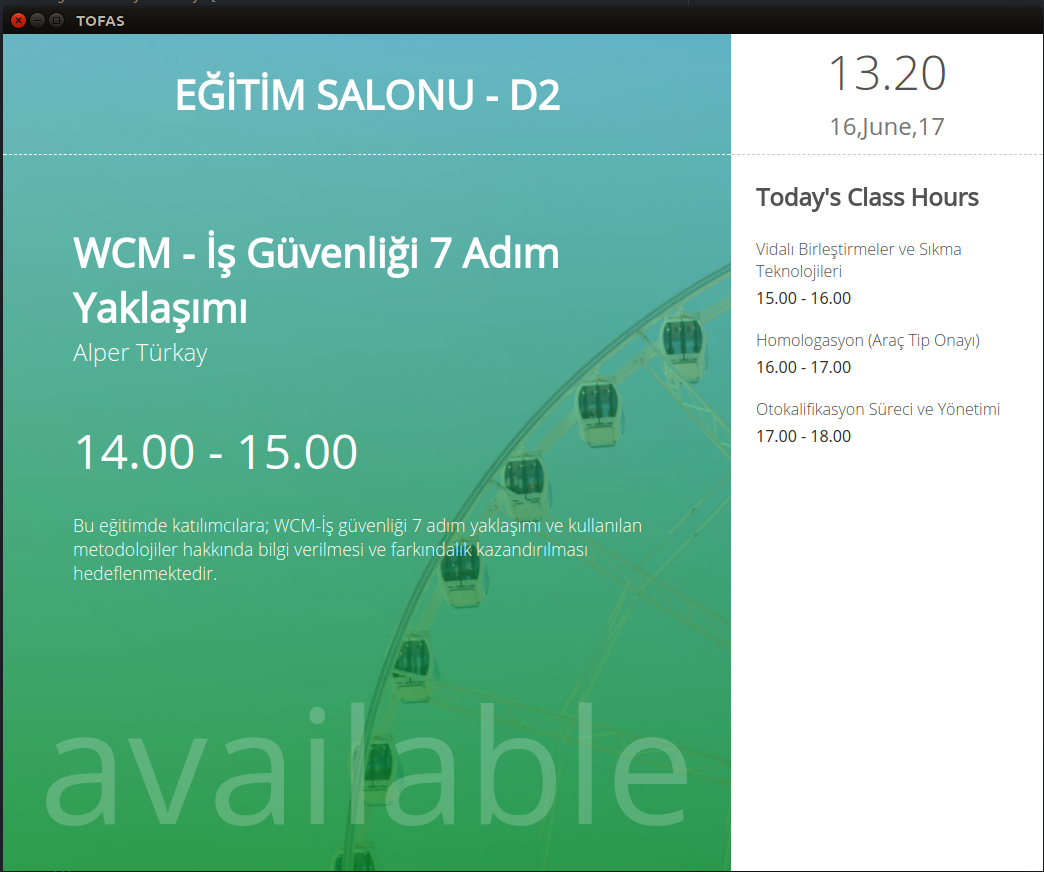 TOFAS
EĞİTİM SALONU - D2
WCM - İş Güvenliği 7 Adım
Yaklaşımı
Alper Türkay
14.00 - 15.00
Bu eğitimde katılımcılara; WCM-İş güvenliği 7 adım yaklaşımı ve kullanılan
metodolojiler hakkında bilgi verilmesi ve farkındalık kazandırılması
hedeflenmektedir.
available
13.20
16,June,17
Today's Class Hours
Vidalı Birleştirmeler ve Sıkma
Teknolojileri
15.00 - 16.00
Homologasyon (Araç Tip Onayı)
16.00 - 17.00
Otokalifikasyon Süreci ve Yönetimi
17.00 - 18.00